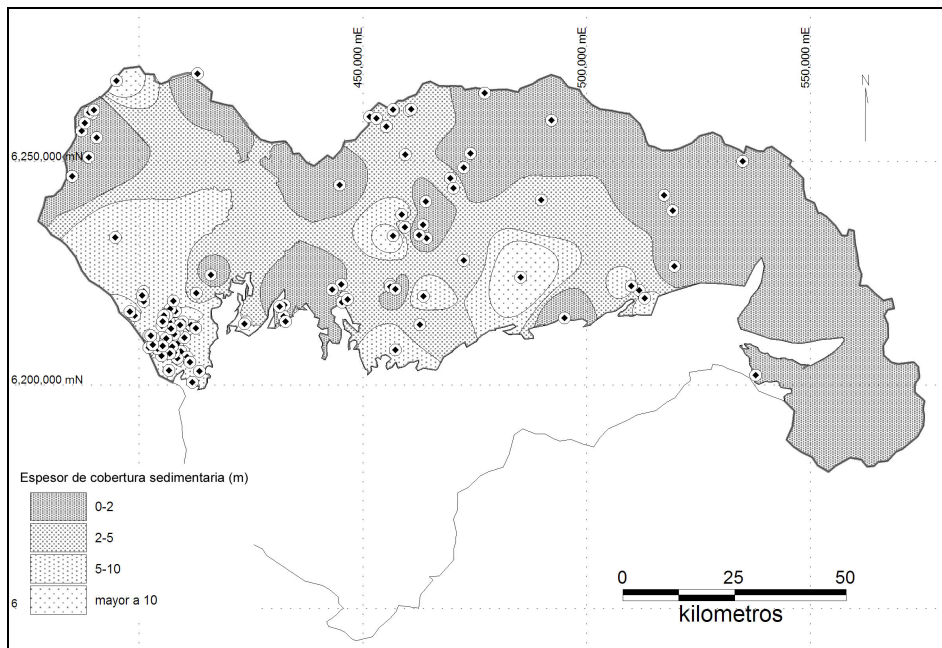 450,000 mE
500,000 mE
550,000 mE
N
6,250,000 mN
6,200,000 mN
Espesor de cobertura sedimentaria (m)
0-2
2-5
5-10
mayor a 10
6
0 25 50
kilometros